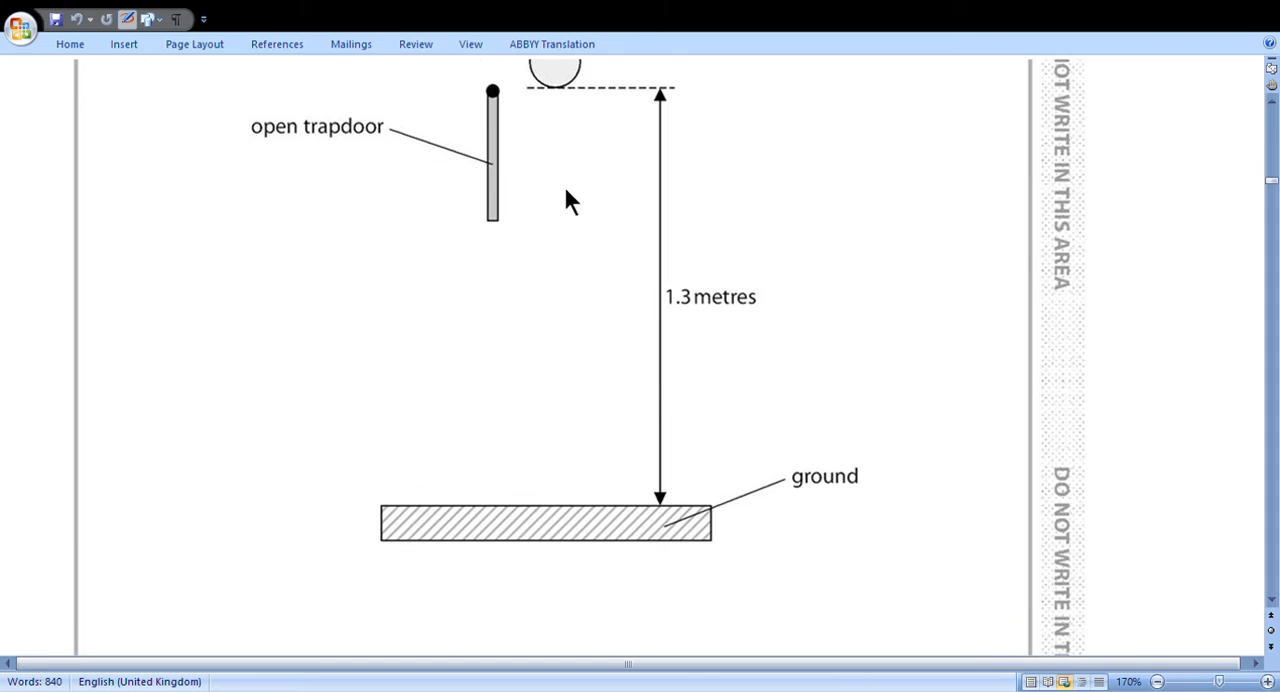 Home Insert Page Layout References Mailings Review View ABBYY Translation
open trapdoor
1.3 metres
ground
NOT WRITE IN THIS AREA
DO NOT WRITE IN T
Words: 840 English (United Kingdom) 170%